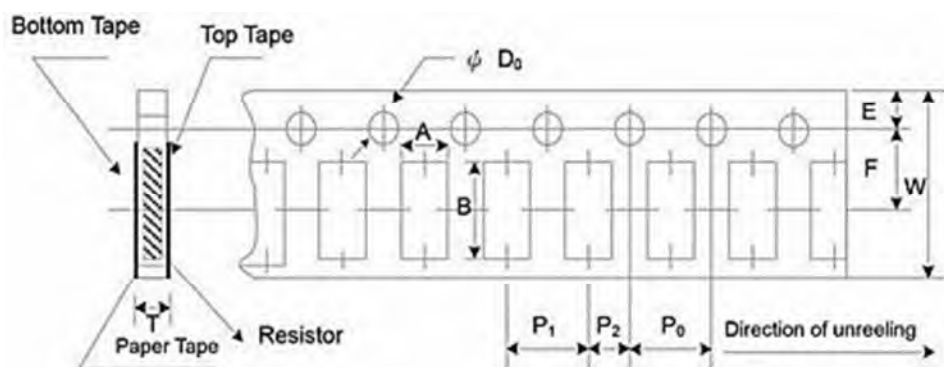 Bottom Tape
Top Tape
ψ D₀
A
E
F
W
B
T
Paper Tape
Resistor
P₁
P₂
P₀
Direction of unreeling